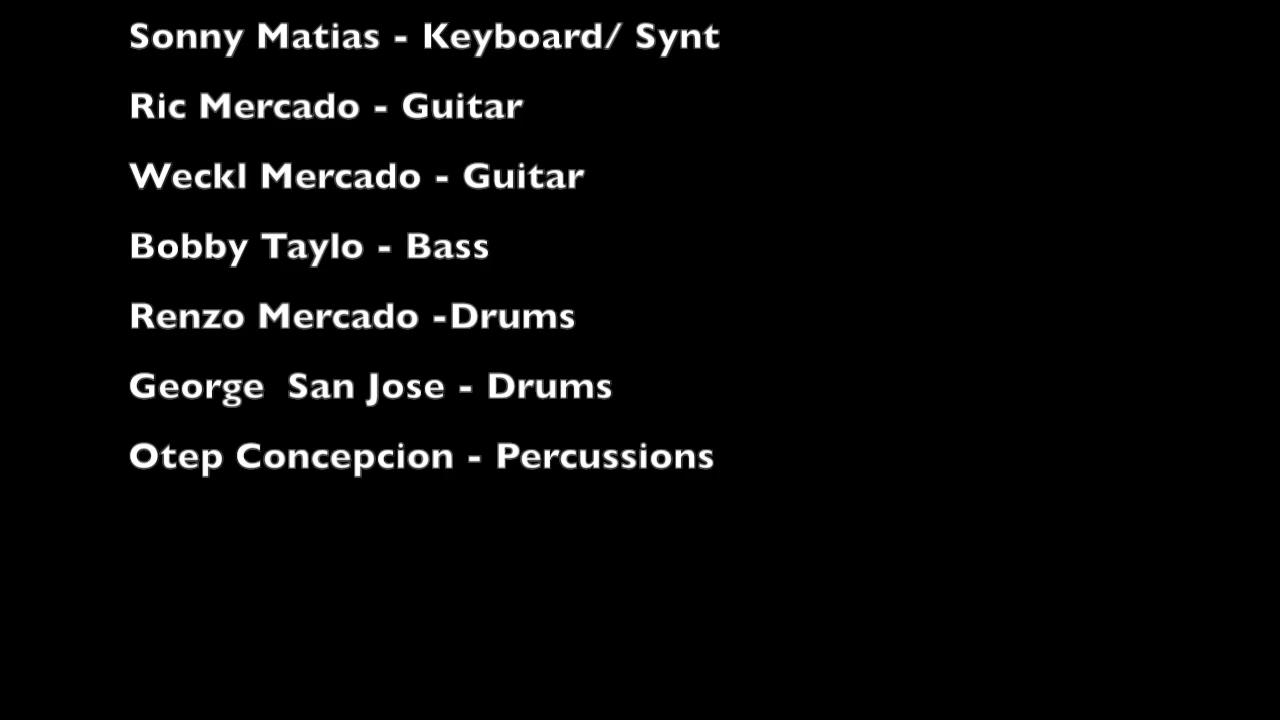 Sonny Matias - Keyboard/ Synt
Ric Mercado - Guitar
Weckl Mercado - Guitar
Bobby Taylo - Bass
Renzo Mercado -Drums
George  San Jose - Drums
Otep Concepcion - Percussions